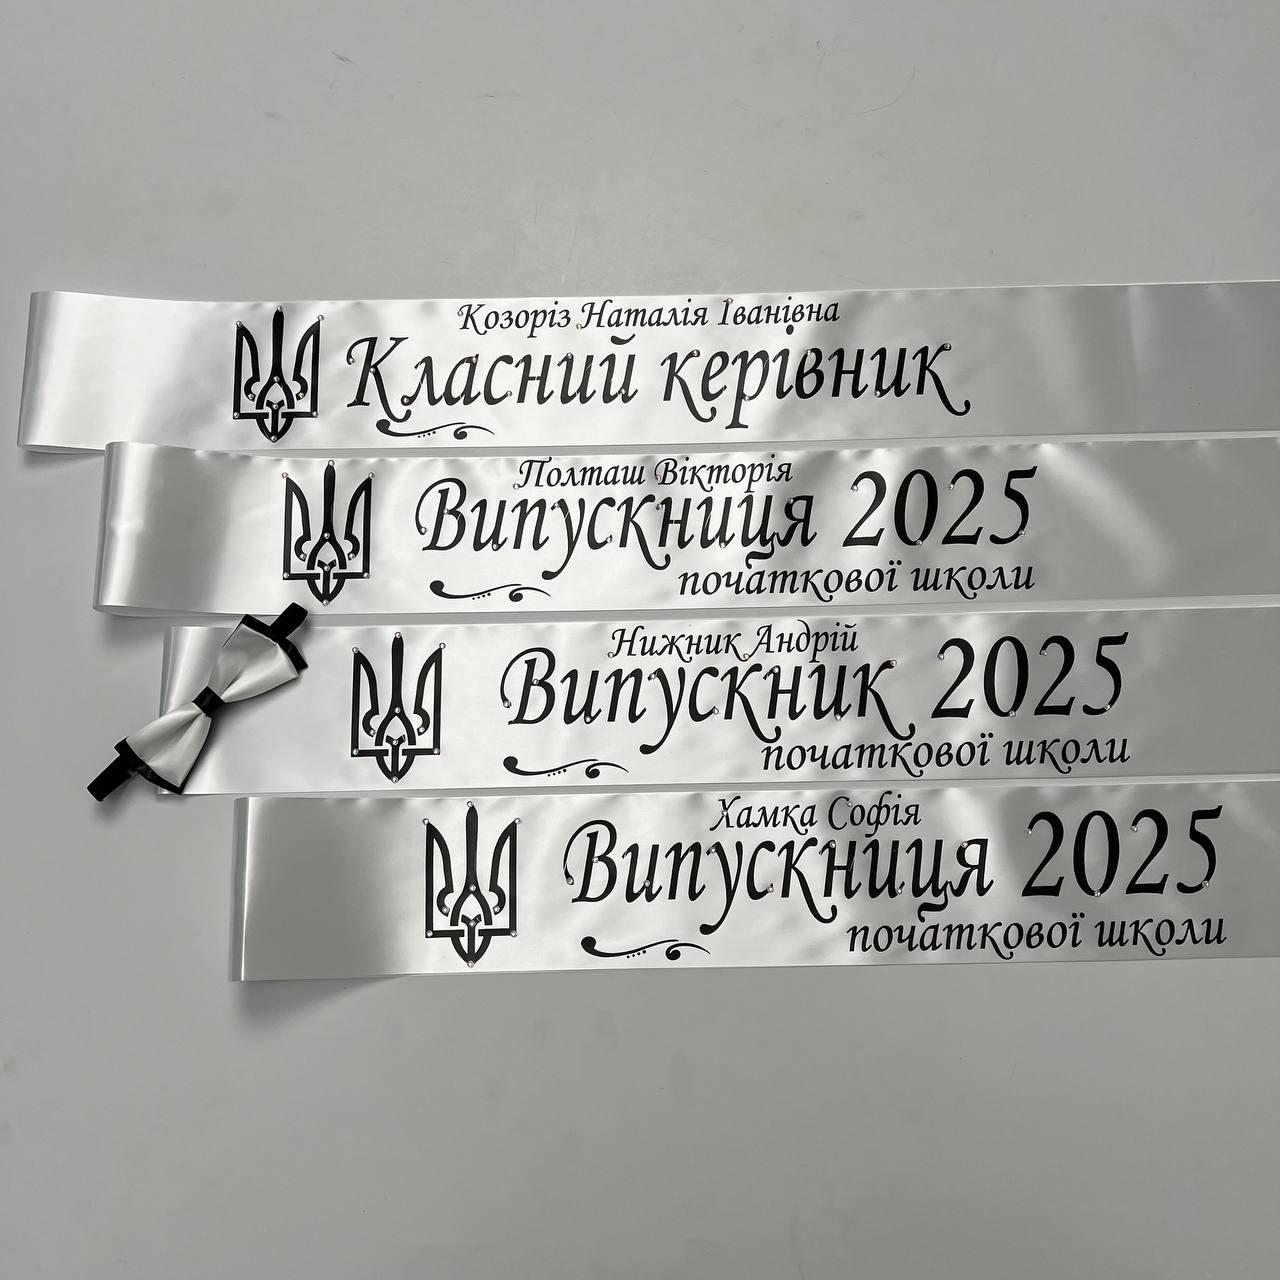 Козоріз Наталія Іванівна
Класний керівник
Полташ Вікторія
Випускниця 2025
початкової школи
Нижник Андрій
Випускник 2025
початкової школи
Хамка Софія
Випускниця 2025
початкової школи